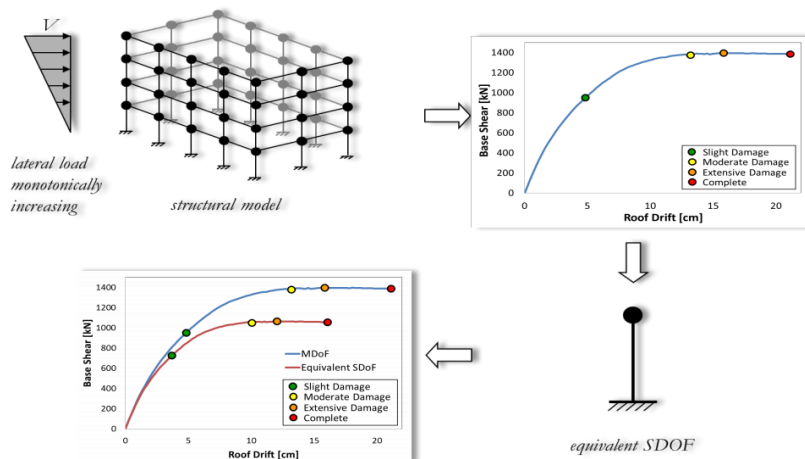 V
lateral load
monotonically
increasing
structural model
Base Shear [kN]
1400
1200
1000
800
600
400
200
0
Slight Damage
Moderate Damage
Extensive Damage
Complete
0
5
10
15
20
Roof Drift [cm]
Base Shear [kN]
1400
1200
1000
800
600
400
200
0
MDoF
Equivalent SDoF
Slight Damage
Moderate Damage
Extensive Damage
Complete
0
5
10
15
20
Roof Drift [cm]
equivalent SDOF